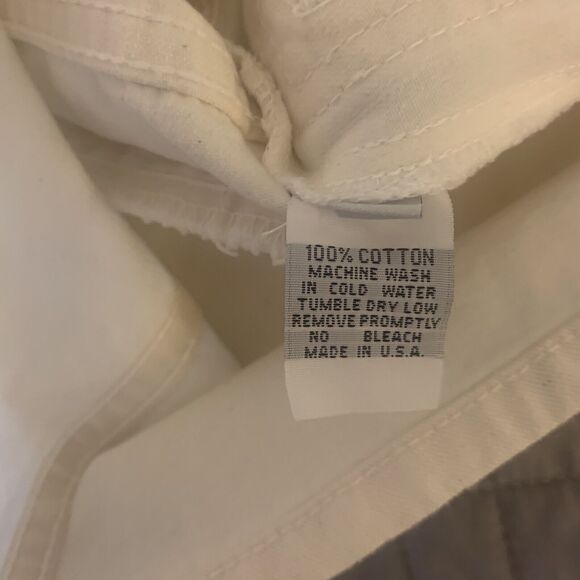 100% COTTON
MACHINE WASH
IN COLD WATER
TUMBLE DRY LOW
REMOVE PROMPTLY
NO BLEACH
MADE IN U.S.A.